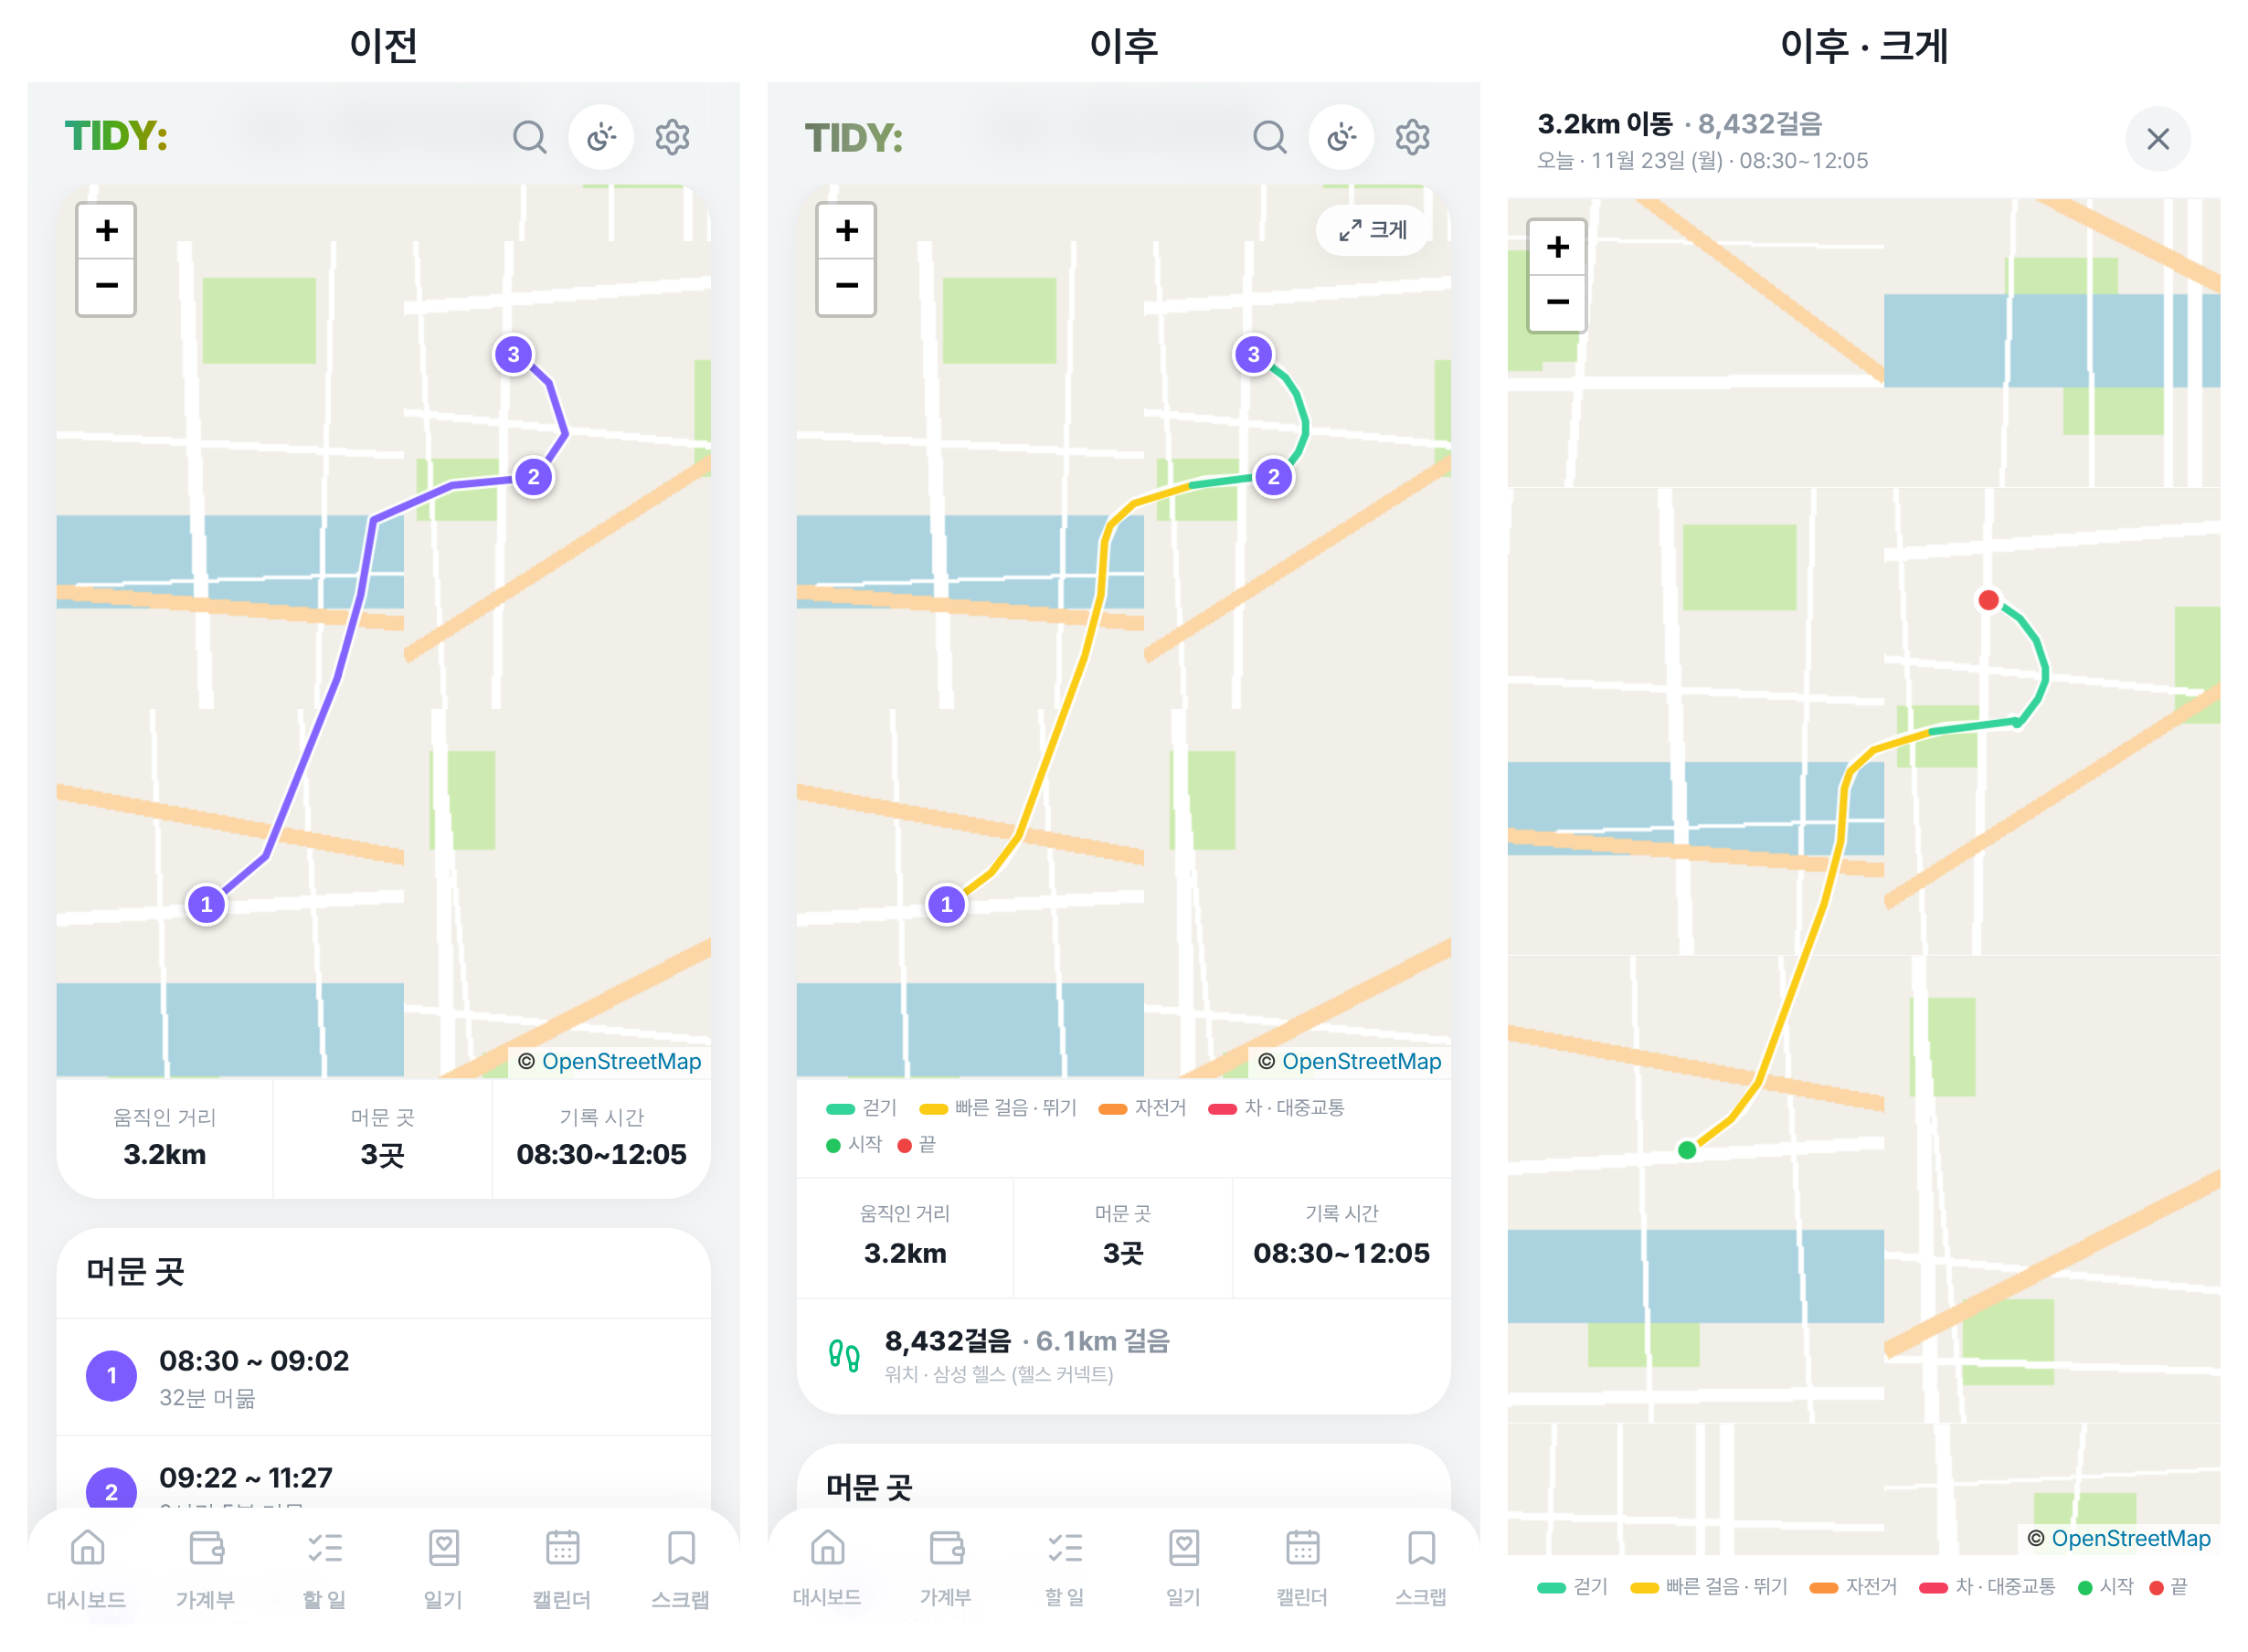 이전
TIDY:
+
−
3
2
1
© OpenStreetMap
움직인 거리
3.2km
머문 곳
3곳
기록 시간
08:30~12:05
머문 곳
1
08:30 ~ 09:02
32분 머묾
2
09:22 ~ 11:27
대시보드
가계부
할 일
일기
캘린더
스크랩
이후
TIDY:
+
−
크게
3
2
1
© OpenStreetMap
걷기
빠른 걸음 · 뛰기
자전거
차 · 대중교통
시작
끝
움직인 거리
3.2km
머문 곳
3곳
기록 시간
08:30~12:05
8,432걸음 · 6.1km 걸음
워치 · 삼성 헬스 (헬스 커넥트)
머문 곳
대시보드
가계부
할 일
일기
캘린더
스크랩
이후 · 크게
3.2km 이동 · 8,432걸음
오늘 · 11월 23일 (월) · 08:30~12:05
+
−
© OpenStreetMap
걷기
빠른 걸음 · 뛰기
자전거
차 · 대중교통
시작
끝